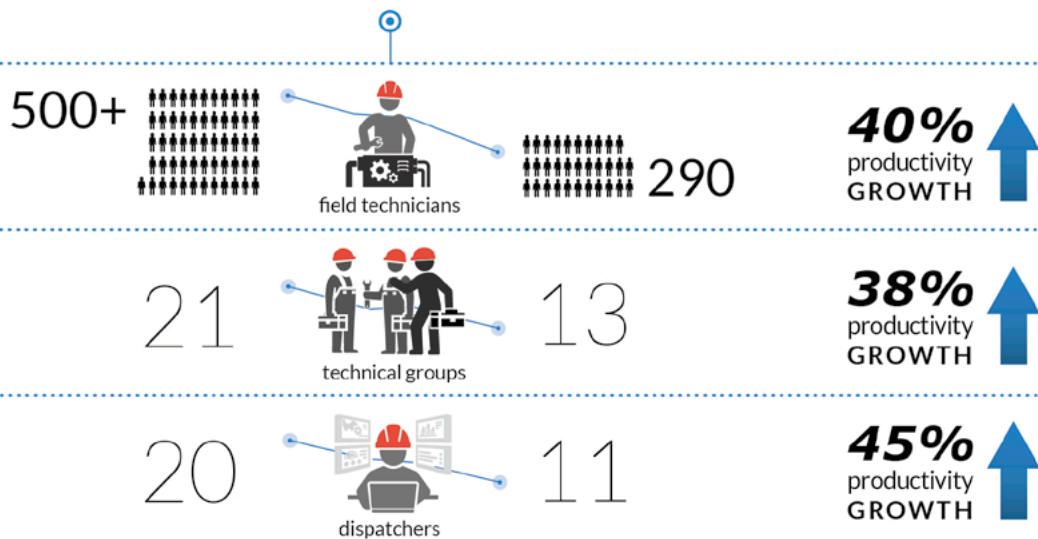 500+
field technicians
290
40%
productivity
GROWTH
21
technical groups
13
38%
productivity
GROWTH
20
dispatchers
11
45%
productivity
GROWTH